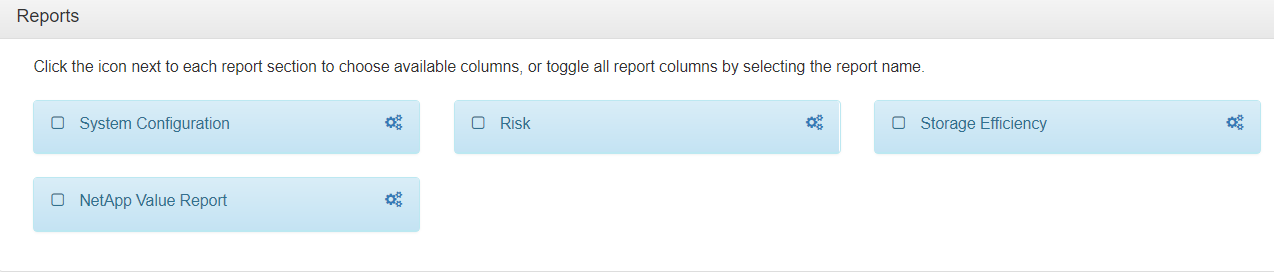 Reports
Click the icon next to each report section to choose available columns, or toggle all report columns by selecting the report name.
System Configuration
Risk
Storage Efficiency
NetApp Value Report